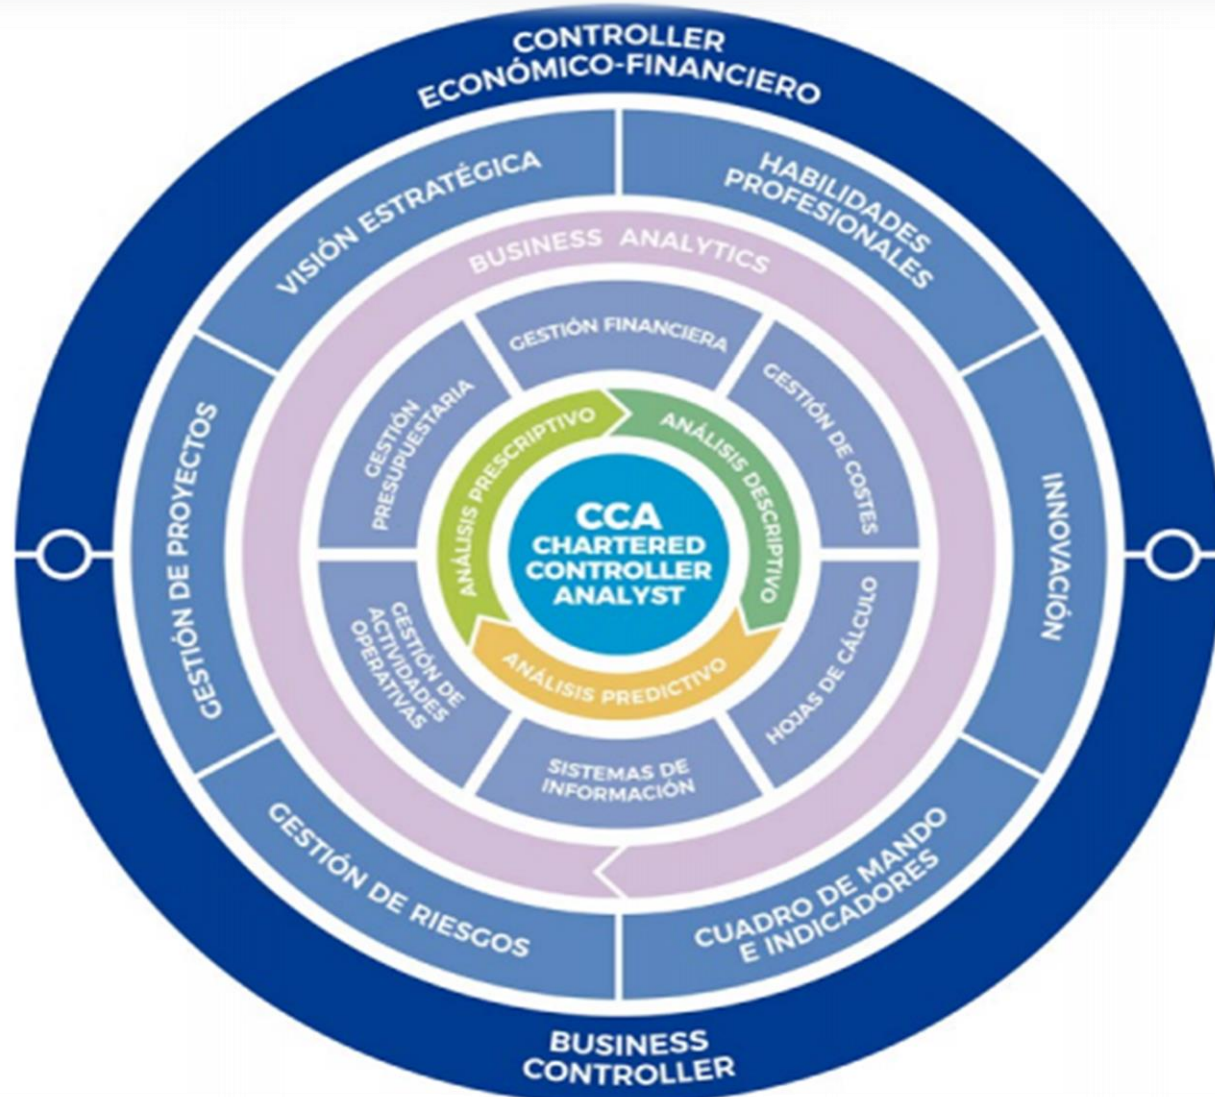 CONTROLLER
ECONÓMICO-FINANCIERO
VISIÓN ESTRATÉGICA
HABILIDADES
PROFESIONALES
BUSINESS ANALYTICS
GESTIÓN FINANCIERA
GESTIÓN
PRESUPUESTARIA
GESTIÓN DE COSTES
GESTIÓN DE PROYECTOS
INNOVACIÓN
ANÁLISIS PRESCRIPTIVO
ANÁLISIS DESCRIPTIVO
CCA
CHARTERED
CONTROLLER
ANALYST
ANÁLISIS PREDICTIVO
GESTIÓN DE
ACTIVIDADES
OPERATIVAS
HOJAS DE CÁLCULO
SISTEMAS DE
INFORMACIÓN
GESTIÓN DE RIESGOS
CUADRO DE MANDO
E INDICADORES
BUSINESS
CONTROLLER